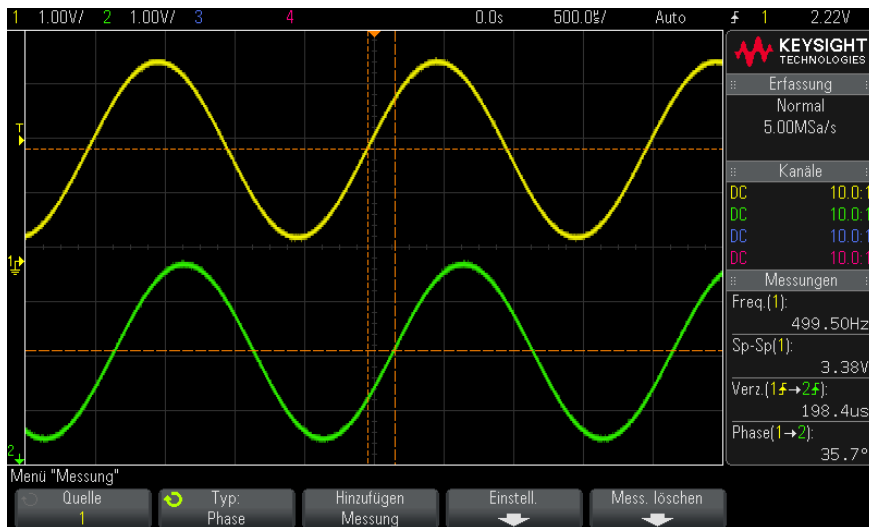 1 1.00V/ 2 1.00V/ 3 4 0.0s 500.0㎲/ Auto 1 2.22V
KEYSIGHT
TECHNOLOGIES
Erfassung
Normal
5.00MSa/s
Kanäle
DC 10.0:1
DC 10.0:1
DC 10.0:1
DC 10.0:1
Messungen
Freq.(1):
499.50Hz
Sp-Sp(1):
3.38V
Verz.(1→2):
198.4us
Phase(1→2):
35.7°
T
1
2
Menü "Messung"
Quelle
1
Typ:
Phase
Hinzufügen
Messung
Einstell.
Mess. löschen